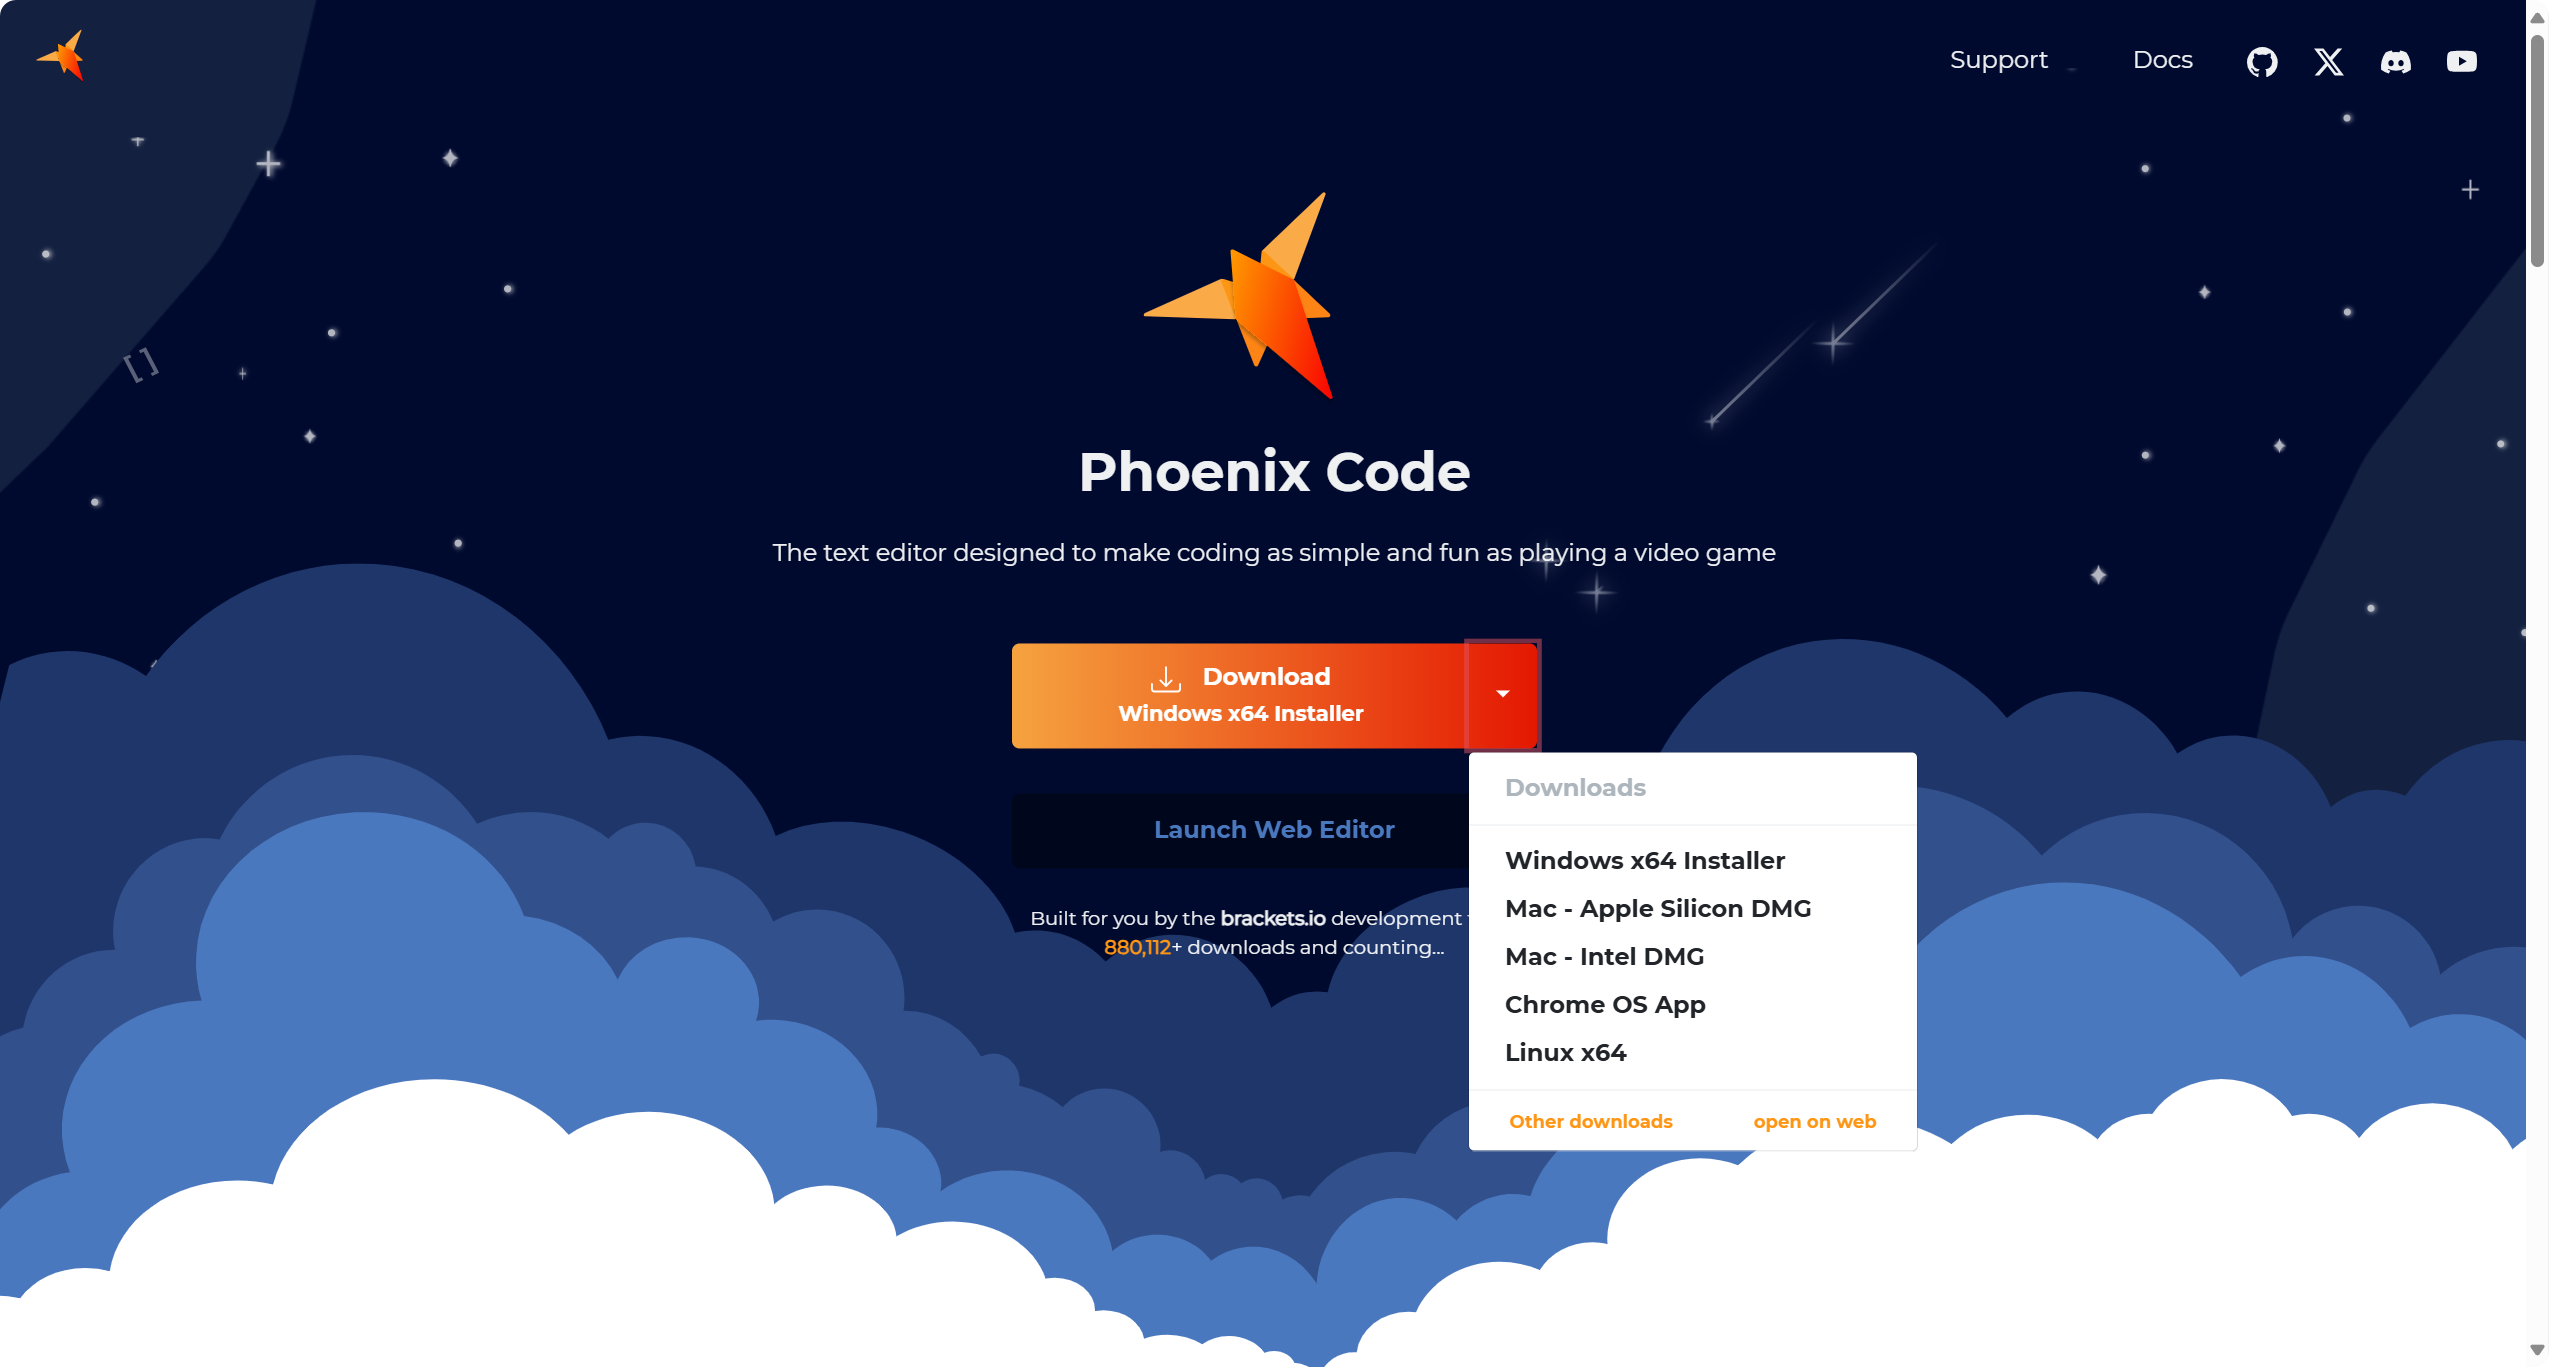 Support
Docs
[ ]
Phoenix Code
The text editor designed to make coding as simple and fun as playing a video game
Download
Windows x64 Installer
Launch Web Editor
Built for you by the brackets.io development
880,112+ downloads and counting...
Downloads
Windows x64 Installer
Mac - Apple Silicon DMG
Mac - Intel DMG
Chrome OS App
Linux x64
Other downloads
open on web